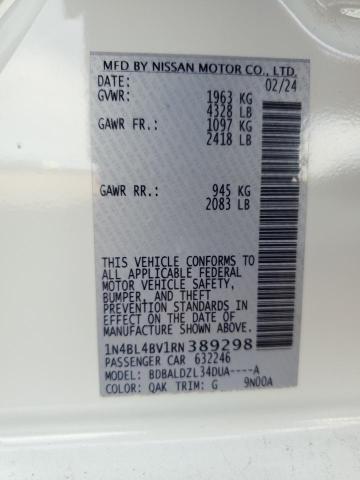 MFD BY NISSAN MOTOR CO., LTD.
DATE: 02/24
GVWR: 1963 KG
4328 LB
GAWR FR.: 1097 KG
2418 LB
GAWR RR.: 945 KG
2083 LB
THIS VEHICLE CONFORMS TO
ALL APPLICABLE FEDERAL
MOTOR VEHICLE SAFETY,
BUMPER, AND THEFT
PREVENTION STANDARDS IN
EFFECT ON THE DATE OF
MANUFACTURE SHOWN ABOVE.
1N4BL4BV1RN389298
PASSENGER CAR 632246
MODEL: BDBALDZL34DUA----A
COLOR: QAK TRIM: G 9N00A